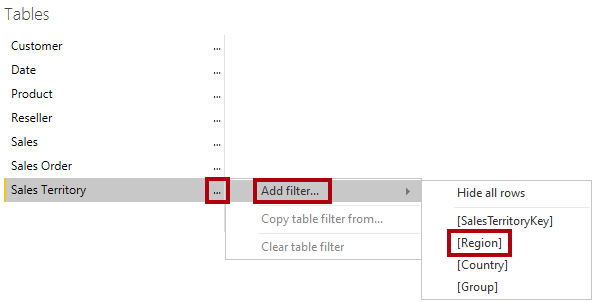 Tables
Customer ...
Date ...
Product ...
Reseller ...
Sales ...
Sales Order ...
Sales Territory ... Add filter...
Hide all rows
Copy table filter from...
[SalesTerritoryKey]
[Region]
Clear table filter
[Country]
[Group]